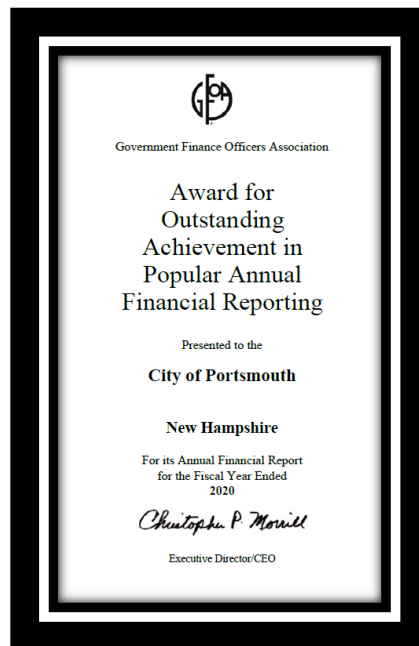 GFOA
Government Finance Officers Association
Award for
Outstanding
Achievement in
Popular Annual
Financial Reporting
Presented to the
City of Portsmouth
New Hampshire
For its Annual Financial Report
for the Fiscal Year Ended
2020
Christopher P. Morrill
Executive Director/CEO